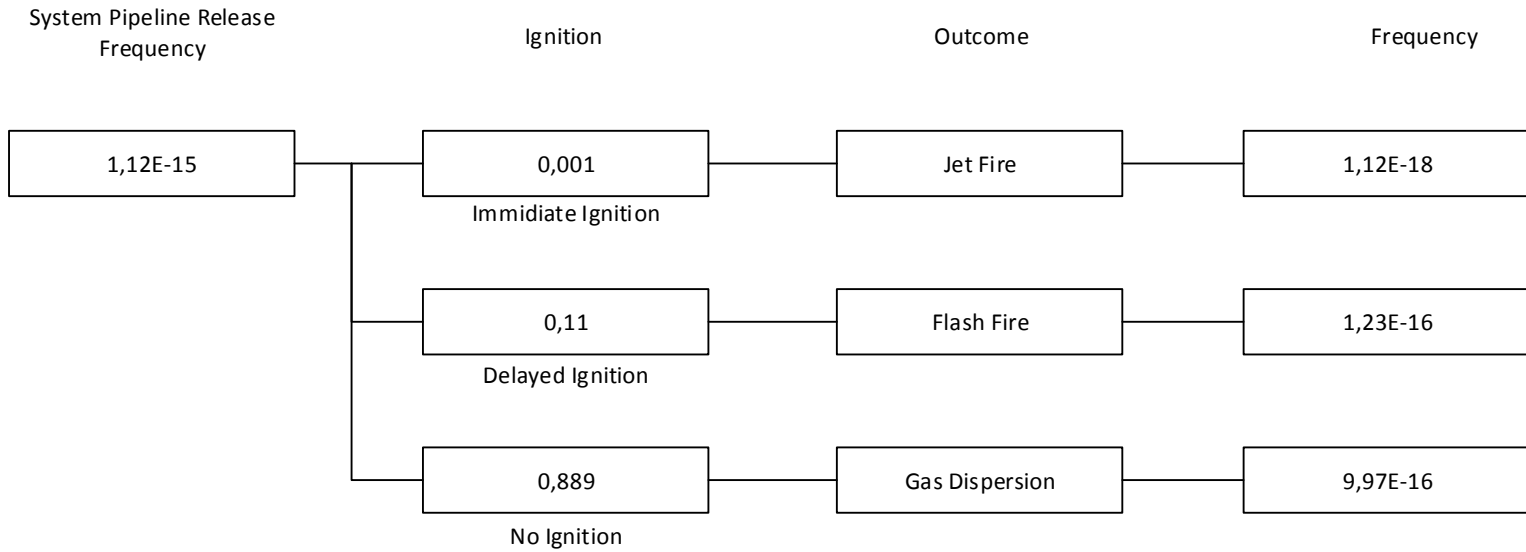 System Pipeline Release
Frequency
Ignition
Outcome
Frequency
1,12E-15
0,001
Jet Fire
1,12E-18
Immidiate Ignition
0,11
Flash Fire
1,23E-16
Delayed Ignition
0,889
Gas Dispersion
9,97E-16
No Ignition